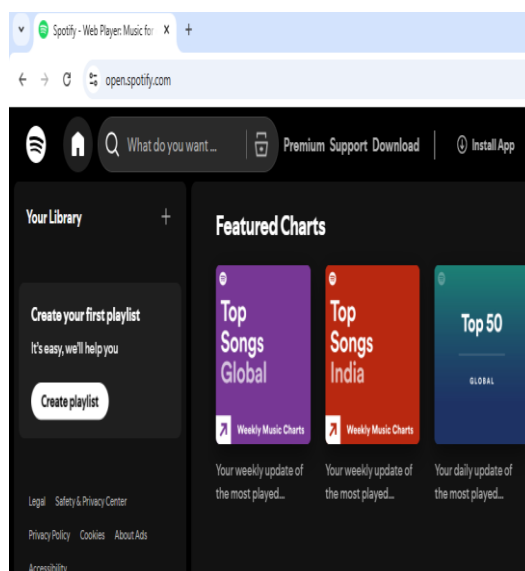 Spotify - Web Player: Music for
open.spotify.com
What do you want ...
Premium Support Download
Install App
Your Library
Featured Charts
Create your first playlist
It's easy, we'll help you
Create playlist
Top
Songs
Global
Weekly Music Charts
Your weekly update of
the most played...
Top
Songs
India
Weekly Music Charts
Your weekly update of
the most played...
Top 50
GLOBAL
Your daily update of
the most played...
Legal Safety & Privacy Center
Privacy Policy Cookies About Ads
Accessibility